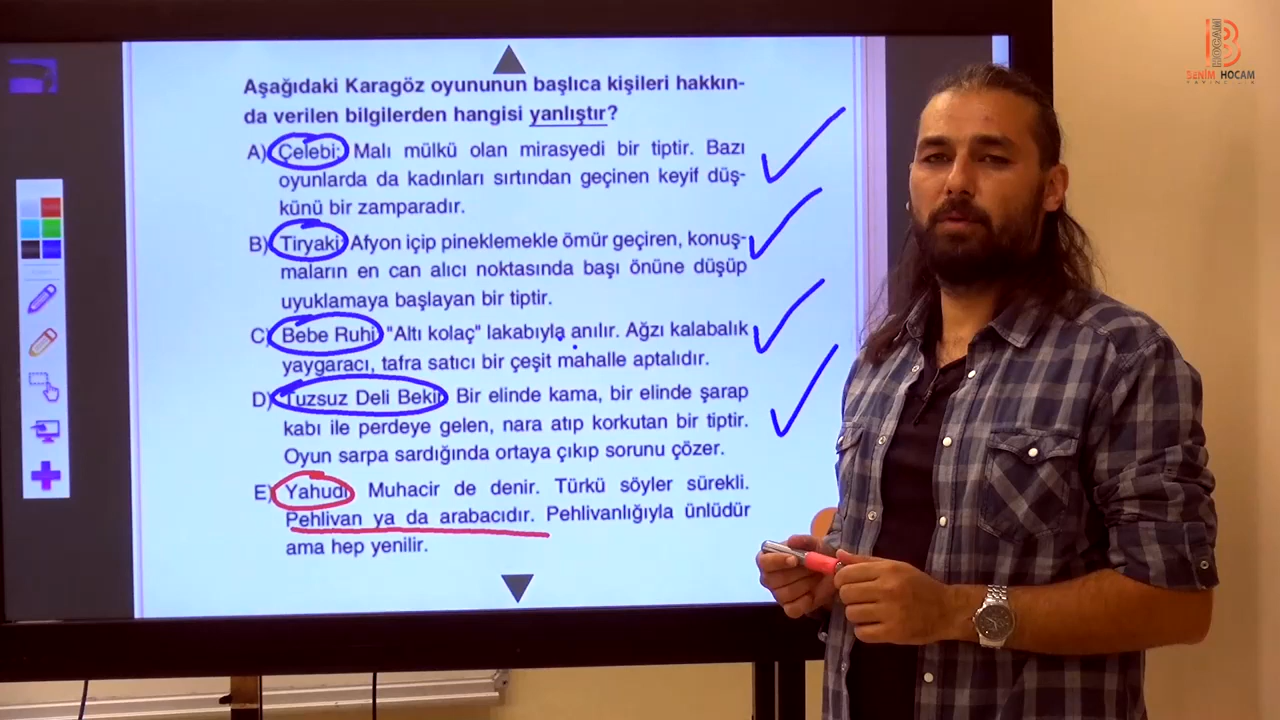 Aşağıdaki Karagöz oyununun başlıca kişileri hakkın-
da verilen bilgilerden hangisi yanlıştır?
A) Çelebi: Malı mülkü olan mirasyedi bir tiptir. Bazı
oyunlarda da kadınları sırtından geçinen keyif düş-
künü bir zamparadır.
B) Tiryaki: Afyon içip pineklemekle ömür geçiren, konuş-
maların en can alıcı noktasında başı önüne düşüp
uyuklamaya başlayan bir tiptir.
C) Bebe Ruhi "Altı kolaç" lakabıyla anılır. Ağzı kalabalık
yaygaracı, tafra satıcı bir çeşit mahalle aptalıdır.
D) Tuzsuz Deli Bekir Bir elinde kama, bir elinde şarap
kabı ile perdeye gelen, nara atıp korkutan bir tiptir.
Oyun sarpa sardığında ortaya çıkıp sorunu çözer.
E) Yahudi Muhacir de denir. Türkü söyler sürekli.
Pehlivan ya da arabacıdır. Pehlivanlığıyla ünlüdür
ama hep yenilir.
B HOCAM
BENİM HOCAM
YAYINCILIK